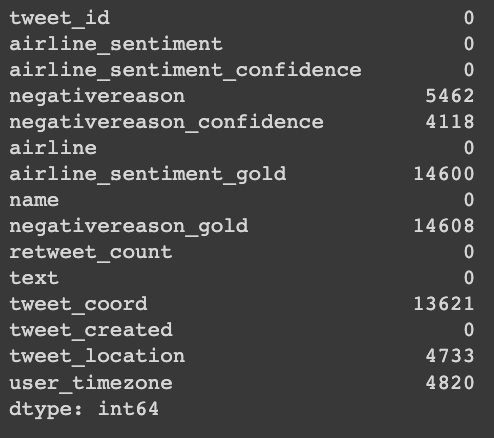 tweet_id 0
airline_sentiment 0
airline_sentiment_confidence 0
negativereason 5462
negativereason_confidence 4118
airline 0
airline_sentiment_gold 14600
name 0
negativereason_gold 14608
retweet_count 0
text 0
tweet_coord 13621
tweet_created 0
tweet_location 4733
user_timezone 4820
dtype: int64